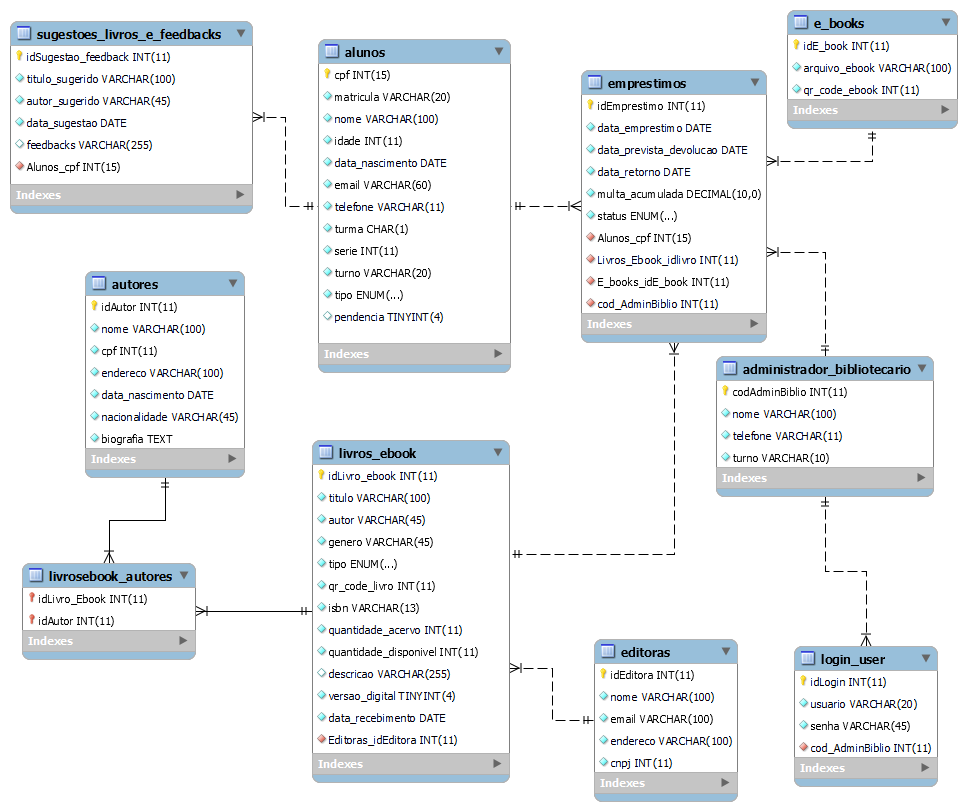 sugestoes_livros_e_feedbacks
idSugestao_feedback INT(11)
titulo_sugerido VARCHAR(100)
autor_sugerido VARCHAR(45)
data_sugestao DATE
feedbacks VARCHAR(255)
Alunos_cpf INT(15)
Indexes
alunos
cpf INT(15)
matricula VARCHAR(20)
nome VARCHAR(100)
idade INT(11)
data_nascimento DATE
email VARCHAR(60)
telefone VARCHAR(11)
turma CHAR(1)
serie INT(11)
turno VARCHAR(20)
tipo ENUM(...)
pendencia TINYINT(4)
Indexes
emprestimos
idEmprestimo INT(11)
data_emprestimo DATE
data_prevista_devolucao DATE
data_retorno DATE
multa_acumulada DECIMAL(10,0)
status ENUM(...)
Alunos_cpf INT(15)
Livros_Ebook_idlivro INT(11)
E_books_idE_book INT(11)
cod_AdminBiblio INT(11)
Indexes
e_books
idE_book INT(11)
arquivo_ebook VARCHAR(100)
qr_code_ebook INT(11)
Indexes
autores
idAutor INT(11)
nome VARCHAR(100)
cpf INT(11)
endereco VARCHAR(100)
data_nascimento DATE
nacionalidade VARCHAR(45)
biografia TEXT
Indexes
administrador_bibliotecario
codAdminBiblio INT(11)
nome VARCHAR(100)
telefone VARCHAR(11)
turno VARCHAR(10)
Indexes
livros_ebook
idLivro_ebook INT(11)
titulo VARCHAR(100)
autor VARCHAR(45)
genero VARCHAR(45)
tipo ENUM(...)
qr_code_livro INT(11)
isbn VARCHAR(13)
quantidade_acervo INT(11)
quantidade_disponivel INT(11)
descricao VARCHAR(255)
versao_digital TINYINT(4)
data_recebimento DATE
Editoras_idEditora INT(11)
Indexes
livrosebook_autores
idLivro_Ebook INT(11)
idAutor INT(11)
Indexes
editoras
idEditora INT(11)
nome VARCHAR(100)
email VARCHAR(100)
endereco VARCHAR(100)
cnpj INT(11)
Indexes
login_user
idLogin INT(11)
usuario VARCHAR(20)
senha VARCHAR(45)
cod_AdminBiblio INT(11)
Indexes